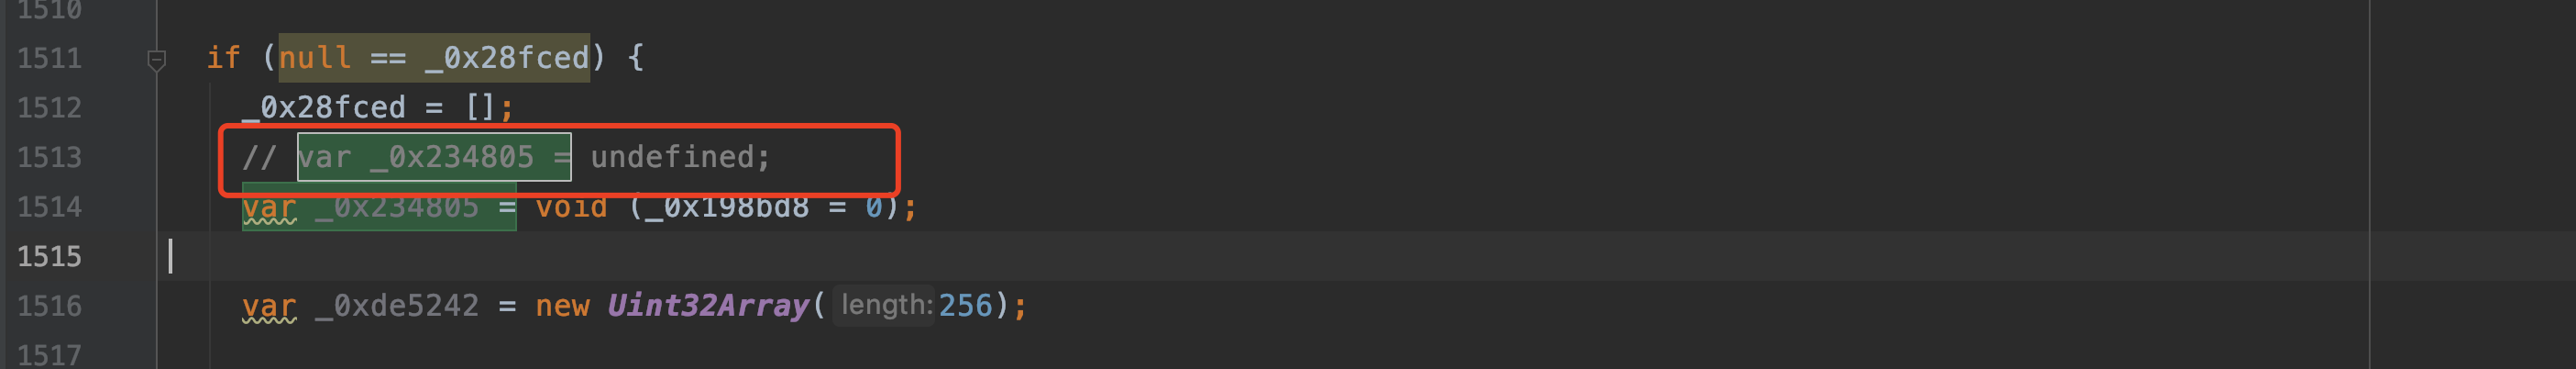 1510
1511 if (null == _0x28fced) {
1512 _0x28fced = [];
1513 // var _0x234805 = undefined;
1514 var _0x234805 = void (_0x198bd8 = 0);
1515
1516 var _0xde5242 = new Uint32Array( length: 256);
1517